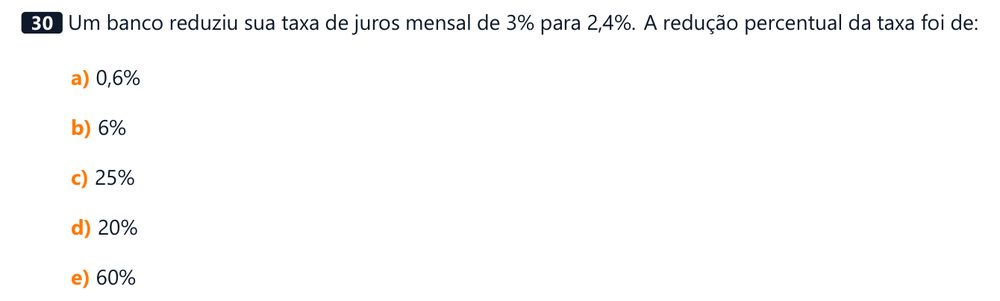 30 Um banco reduziu sua taxa de juros mensal de 3% para 2,4%. A redução percentual da taxa foi de:
a) 0,6%
b) 6%
c) 25%
d) 20%
e) 60%